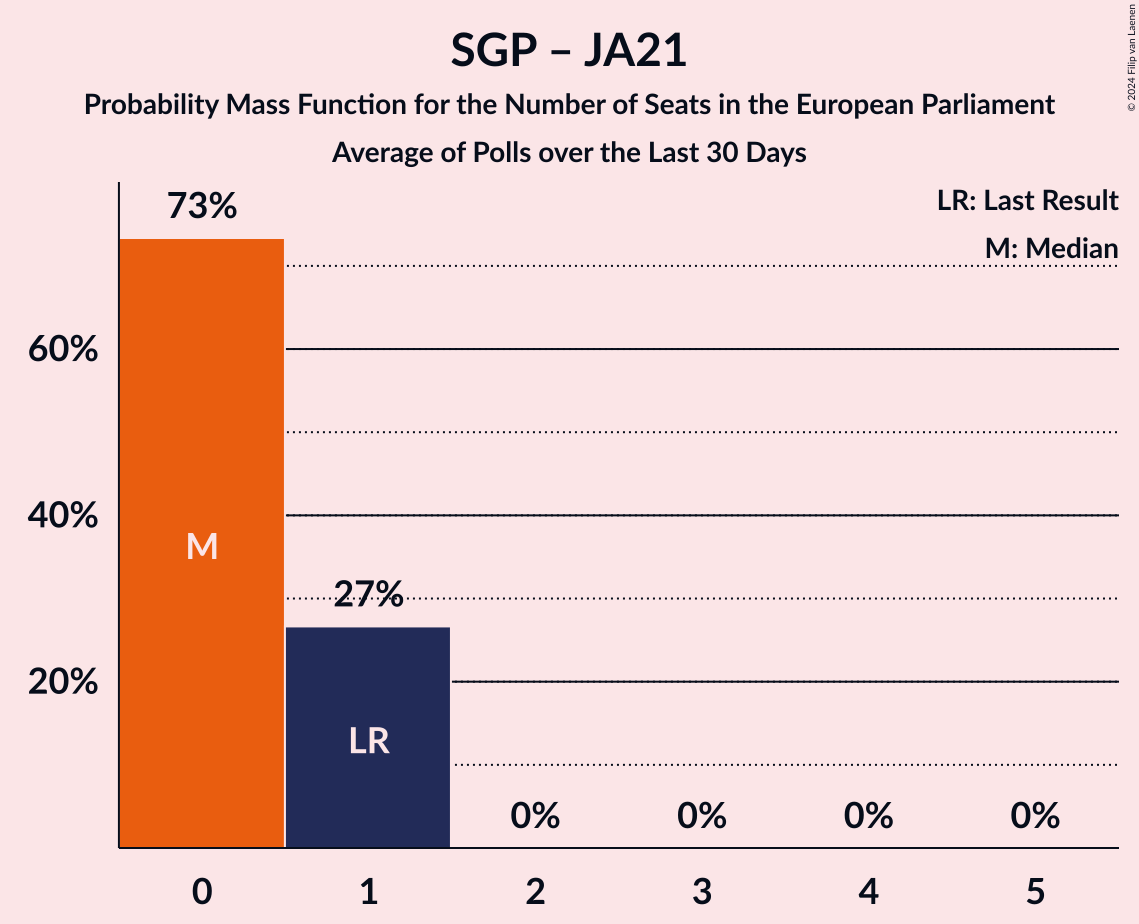 SGP – JA21
Probability Mass Function for the Number of Seats in the European Parliament
Average of Polls over the Last 30 Days
© 2024 Filip van Laenen
LR: Last Result
M: Median
73%
60%
40%
20%
M
27%
LR
0%
0%
0%
0%
0 1 2 3 4 5